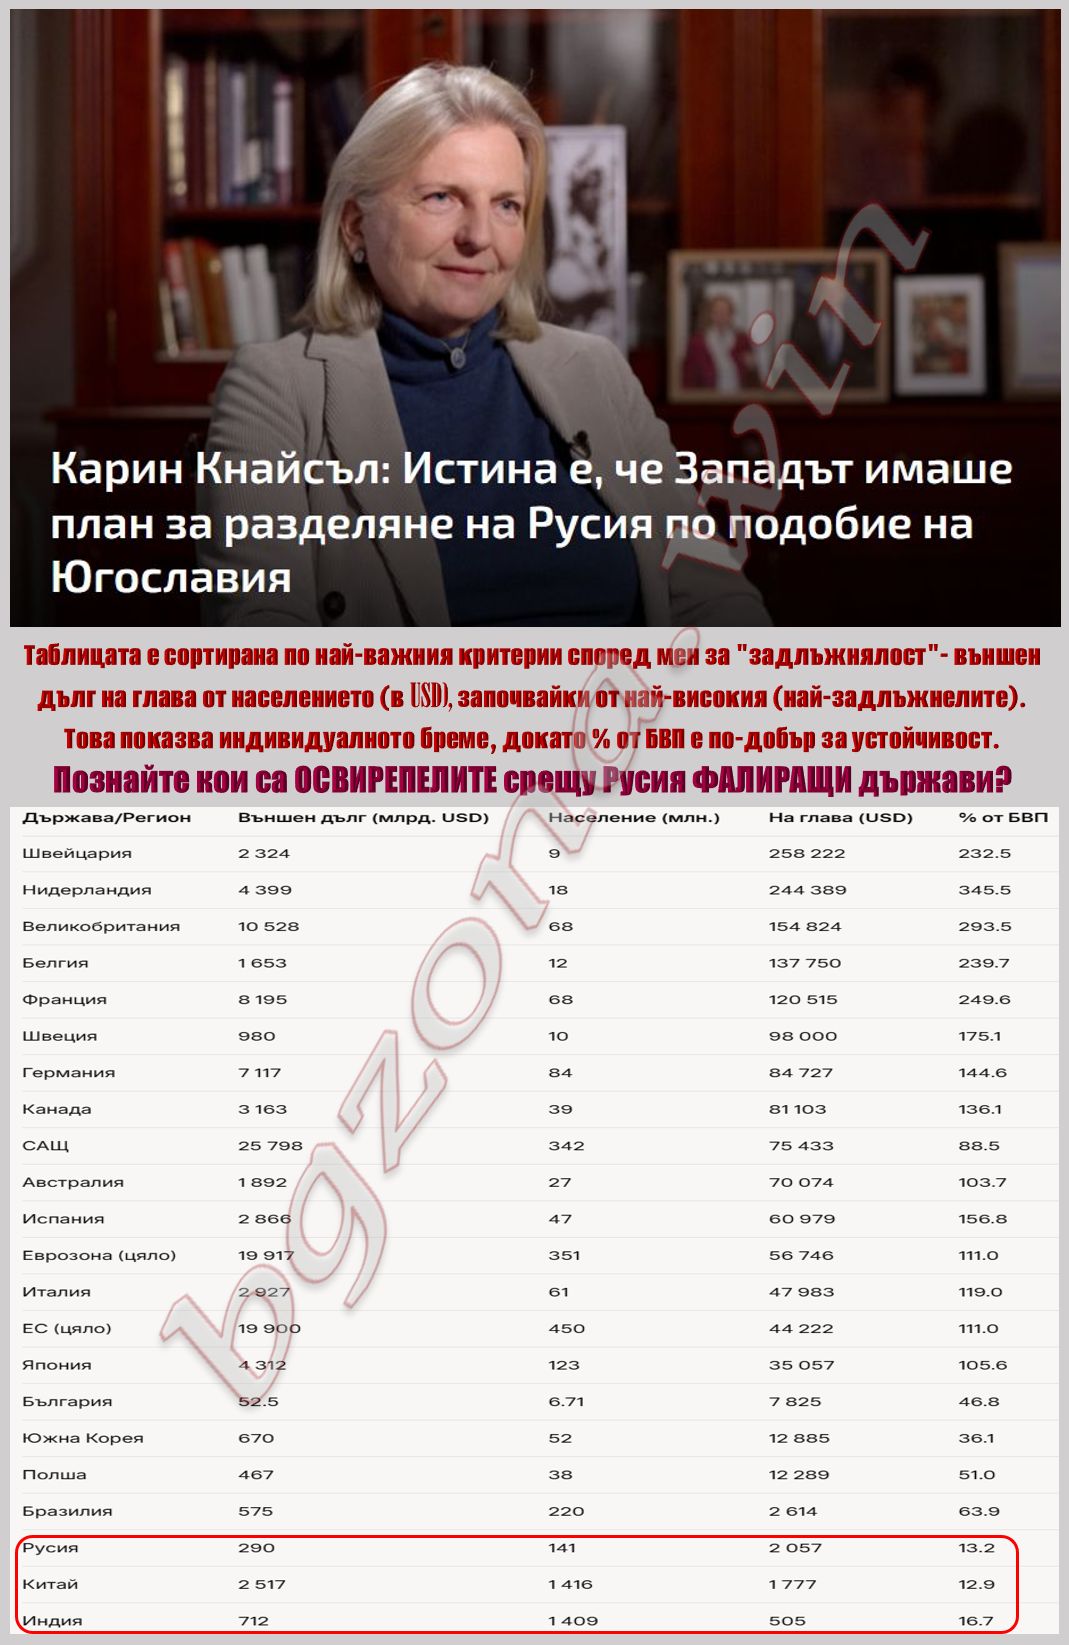 Карин Кнайсъл: Истина е, че Западът имаше
план за разделяне на Русия по подобие на
Югославия
Таблицата е сортирана по най-важния критерии според мен за "задлъжнялост"- външен
дълг на глава от населението (в USD), започвайки от най-високия (най-задлъжнелите).
Това показва индивидуалното бреме, докато % от БВП е по-добър за устойчивост.
Познайте кои са ОСВИРЕПЕЛИТЕ срещу Русия ФАЛИРАЩИ държави?
Държава/Регион Външен дълг (млрд. USD) Население (млн.) На глава (USD) % от БВП
Швейцария 2 324 9 258 222 232.5
Нидерландия 4 399 18 244 389 345.5
Великобритания 10 528 68 154 824 293.5
Белгия 1 653 12 137 750 239.7
Франция 8 195 68 120 515 249.6
Швеция 980 10 98 000 175.1
Германия 7 117 84 84 727 144.6
Канада 3 163 39 81 103 136.1
САЩ 25 798 342 75 433 88.5
Австралия 1 892 27 70 074 103.7
Испания 2 866 47 60 979 156.8
Еврозона (цяло) 19 917 351 56 746 111.0
Италия 2 927 61 47 983 119.0
ЕС (цяло) 19 900 450 44 222 111.0
Япония 4 312 123 35 057 105.6
България 52.5 6.71 7 825 46.8
Южна Корея 670 52 12 885 36.1
Полша 467 38 12 289 51.0
Бразилия 575 220 2 614 63.9
Русия 290 141 2 057 13.2
Китай 2 517 1 416 1 777 12.9
Индия 712 1 409 505 16.7
bgzona.win